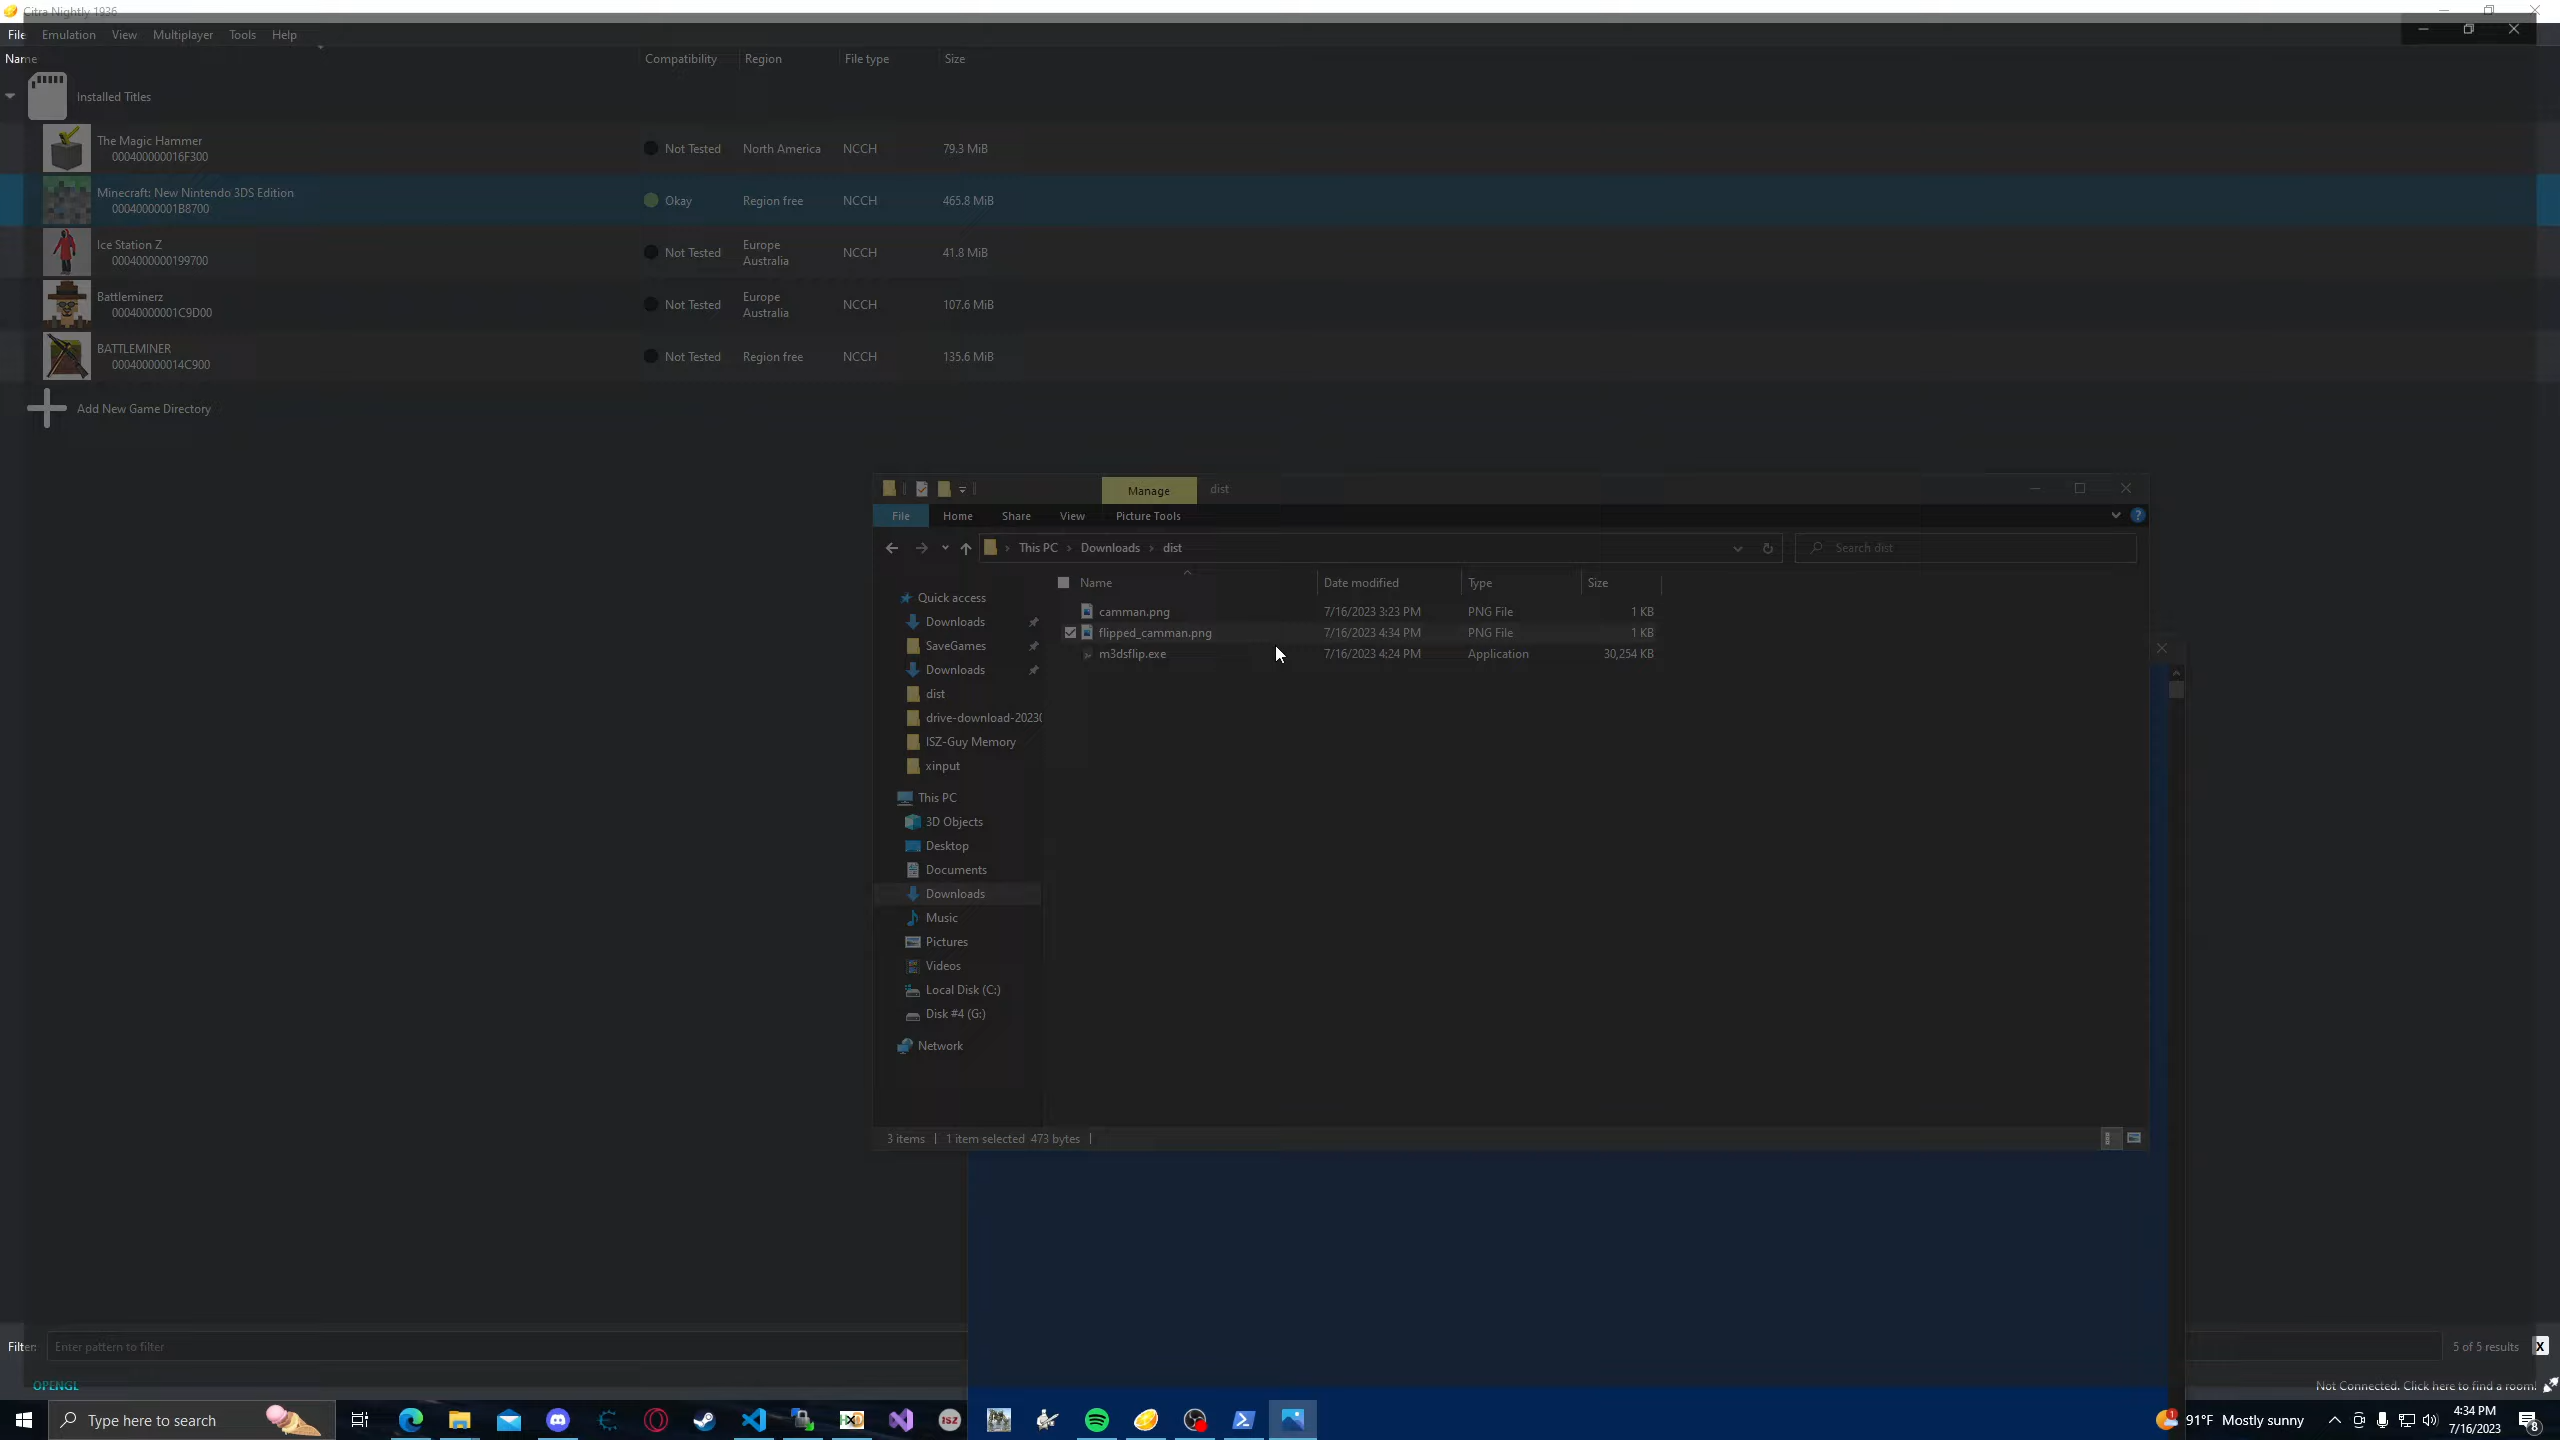 Citra Nightly 1936
File Emulation View Multiplayer Tools Help
Name Compatibility Region File type Size
Installed Titles
The Magic Hammer
000400000016F300
Not Tested North America NCCH 79.3 MiB
Minecraft: New Nintendo 3DS Edition
00040000001B8700
Okay Region free NCCH 465.8 MiB
Ice Station Z
0004000000199700
Not Tested Europe
Australia NCCH 41.8 MiB
Battleminerz
00040000001C9D00
Not Tested Europe
Australia NCCH 107.6 MiB
BATTLEMINER
000400000014C900
Not Tested Region free NCCH 135.6 MiB
Add New Game Directory
Manage dist
File Home Share View Picture Tools
This PC Downloads dist Search dist
Name Date modified Type Size
camman.png 7/16/2023 3:23 PM PNG File 1 KB
flipped_camman.png 7/16/2023 4:34 PM PNG File 1 KB
m3dsflip.exe 7/16/2023 4:24 PM Application 30,254 KB
Quick access
Downloads
SaveGames
Downloads
dist
drive-download-2023
ISZ-Guy Memory
xinput
This PC
3D Objects
Desktop
Documents
Downloads
Music
Pictures
Videos
Local Disk (C:)
Disk #4 (G:)
Network
3 items 1 item selected 473 bytes
Filter: Enter pattern to filter 5 of 5 results X
OPENGL Not Connected. Click here to find a room!
Type here to search HxD ISZ 1 91°F Mostly sunny 4:34 PM
7/16/2023 8